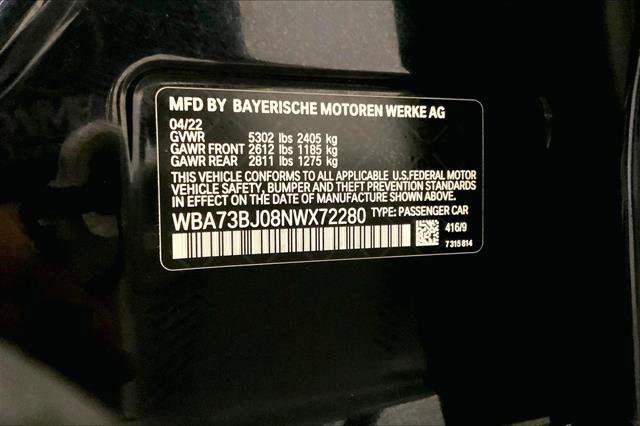 MFD BY BAYERISCHE MOTOREN WERKE AG
04/22
GVWR 5302 lbs 2405 kg
GAWR FRONT 2612 lbs 1185 kg
GAWR REAR 2811 lbs 1275 kg
THIS VEHICLE CONFORMS TO ALL APPLICABLE U.S.FEDERAL MOTOR
VEHICLE SAFETY, BUMPER AND THEFT PREVENTION STANDARDS
IN EFFECT ON THE DATE OF MANUFACTURE SHOWN ABOVE.
WBA73BJ08NWX72280 TYPE: PASSENGER CAR
416/9
7 315 814